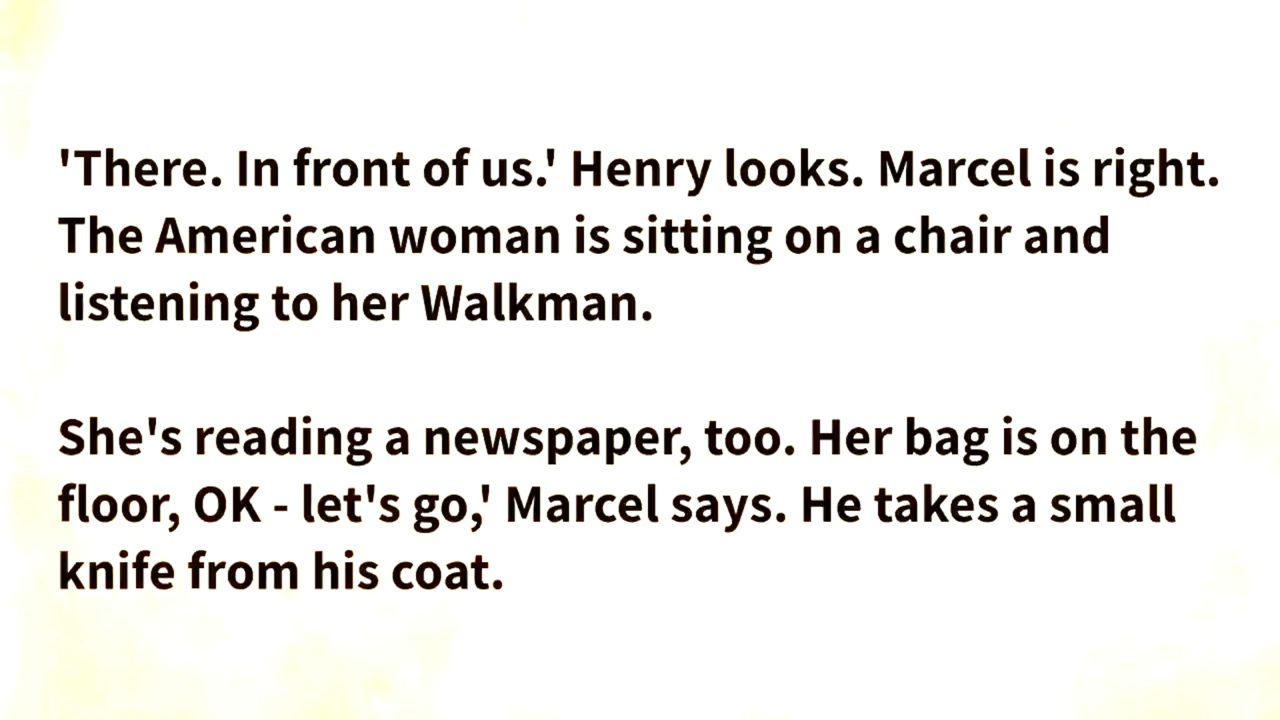 'There. In front of us.' Henry looks. Marcel is right.
The American woman is sitting on a chair and
listening to her Walkman.
She's reading a newspaper, too. Her bag is on the
floor, OK - let's go,' Marcel says. He takes a small
knife from his coat.